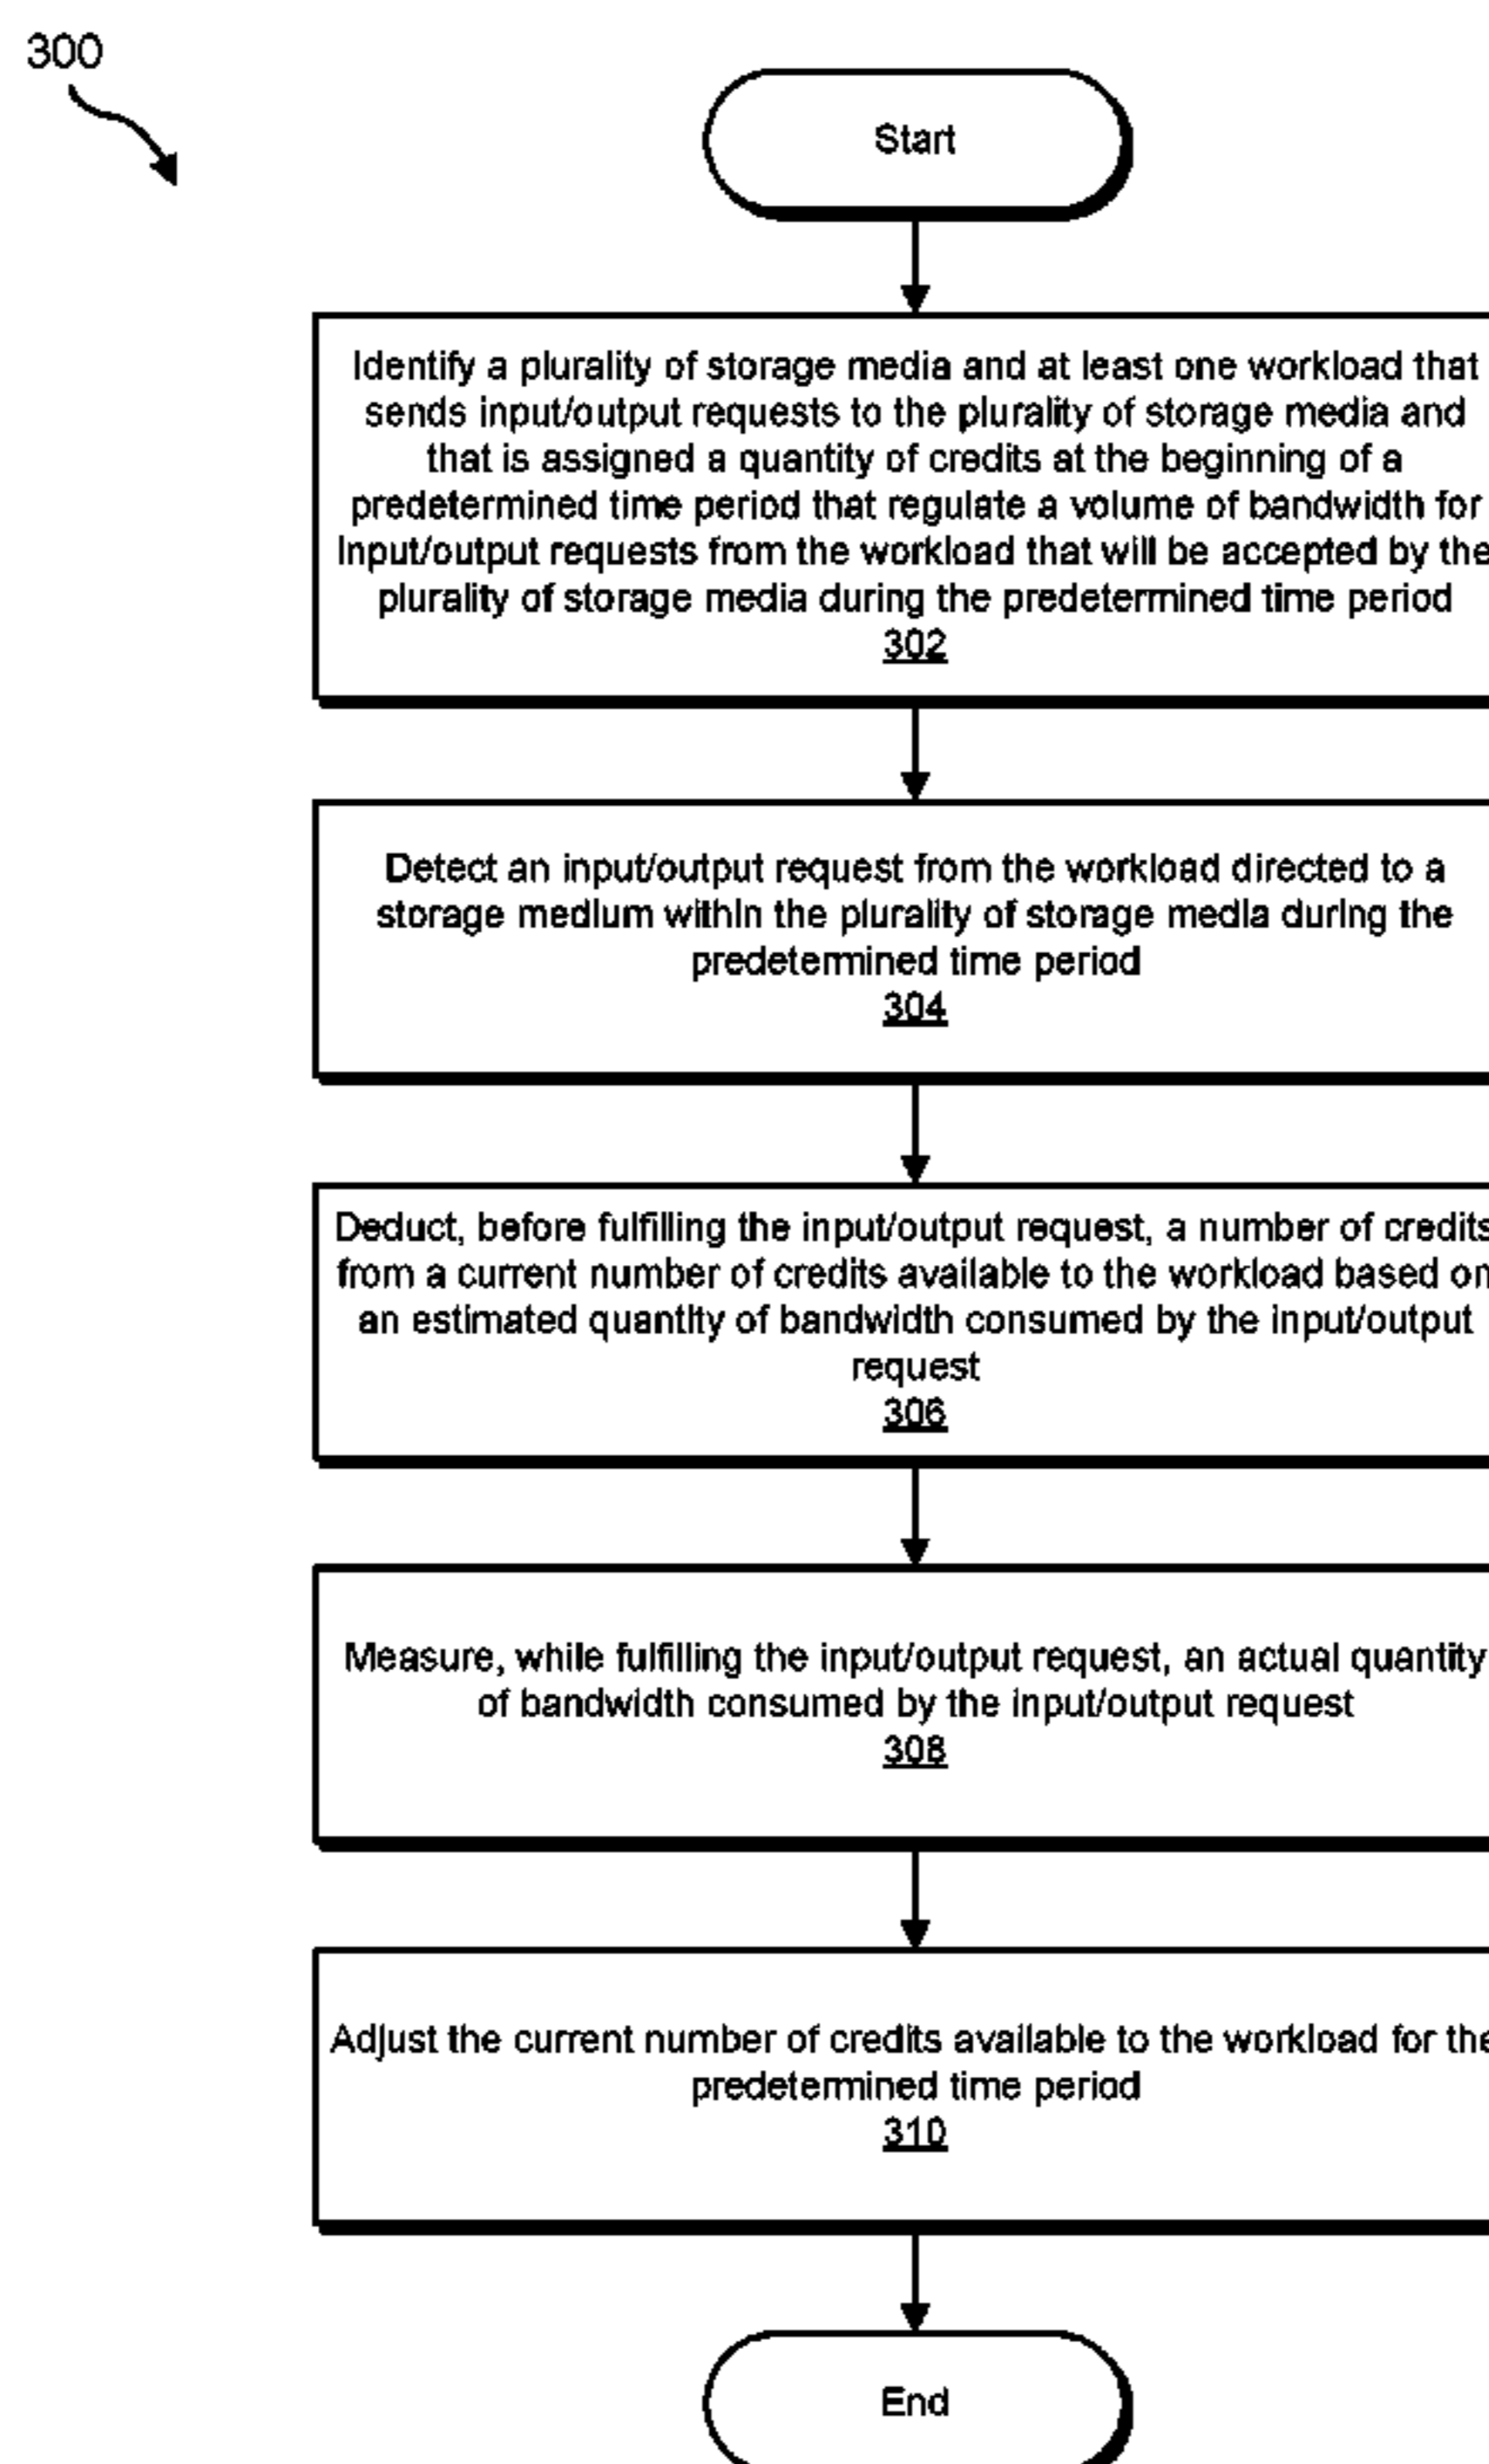 300
Start
Identify a plurality of storage media and at least one workload that
sends input/output requests to the plurality of storage media and
that is assigned a quantity of credits at the beginning of a
predetermined time period that regulate a volume of bandwidth for
input/output requests from the workload that will be accepted by the
plurality of storage media during the predetermined time period
302
Detect an input/output request from the workload directed to a
storage medium within the plurality of storage media during the
predetermined time period
304
Deduct, before fulfilling the input/output request, a number of credits
from a current number of credits available to the workload based on
an estimated quantity of bandwidth consumed by the input/output
request
306
Measure, while fulfilling the input/output request, an actual quantity
of bandwidth consumed by the input/output request
308
Adjust the current number of credits available to the workload for the
predetermined time period
310
End